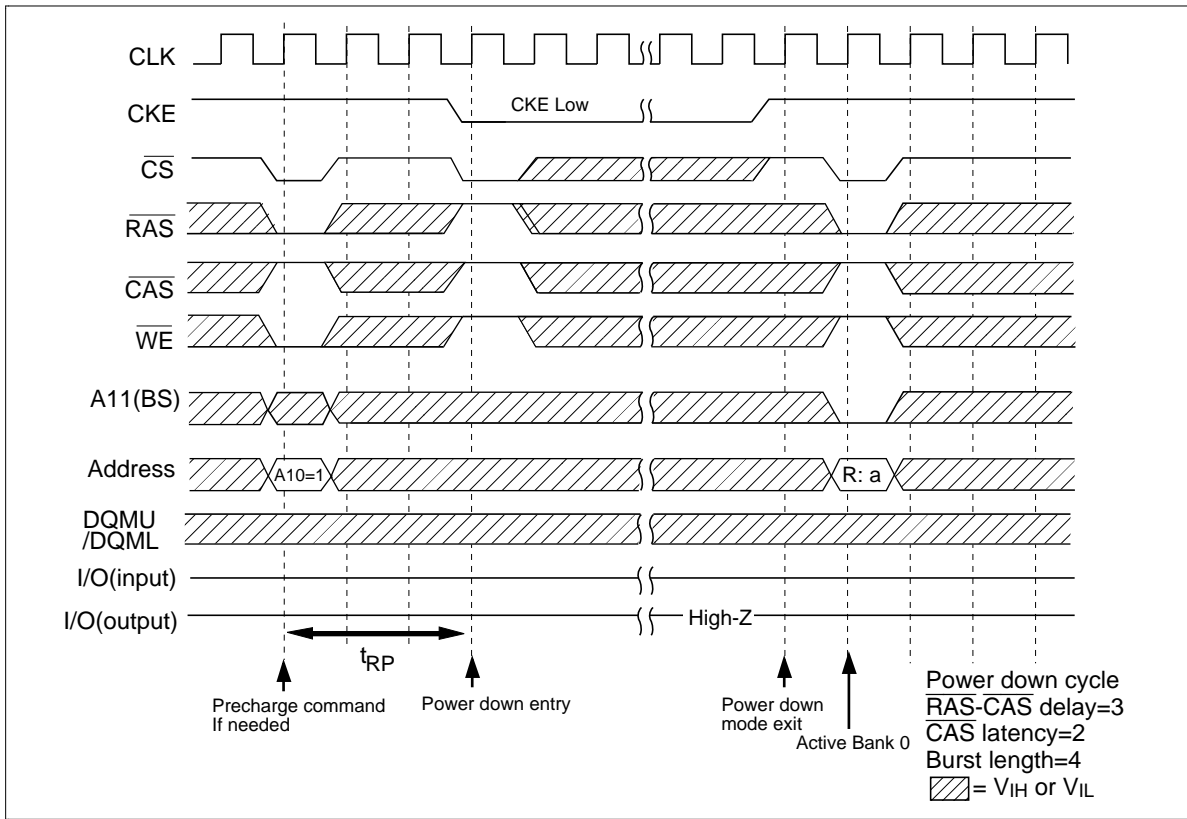 CLK
CKE
CKE Low
CS
RAS
CAS
WE
A11(BS)
Address
A10=1
R: a
DQMU
/DQML
I/O(input)
I/O(output)
High-Z
tRP
Precharge command
If needed
Power down entry
Power down
mode exit
Active Bank 0
Power down cycle
RAS-CAS delay=3
CAS latency=2
Burst length=4
= VIH or VIL